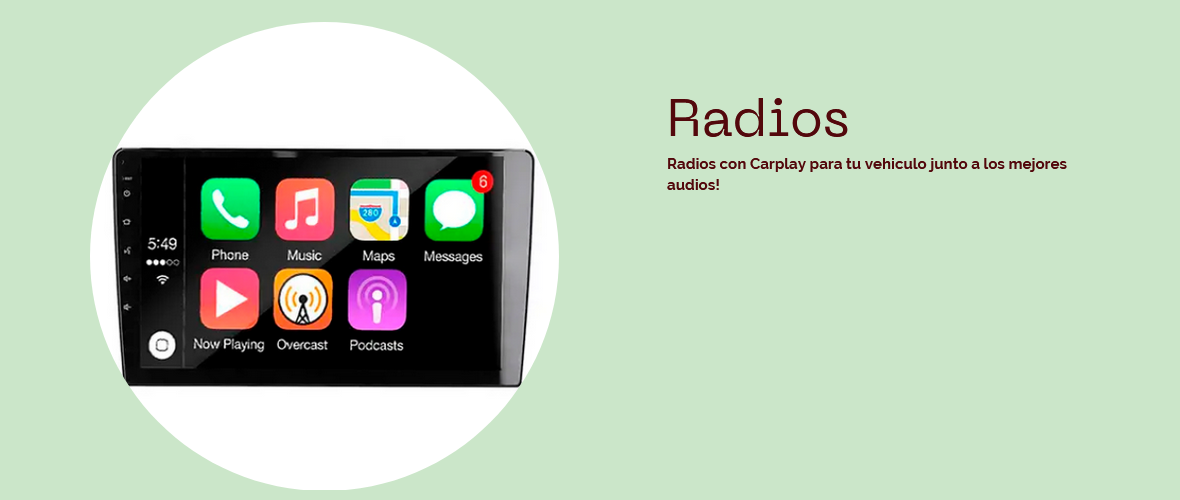 Radios
Radios con Carplay para tu vehiculo junto a los mejores
audios!
5:49
6
280
Phone Music Maps Messages
Now Playing Overcast Podcasts